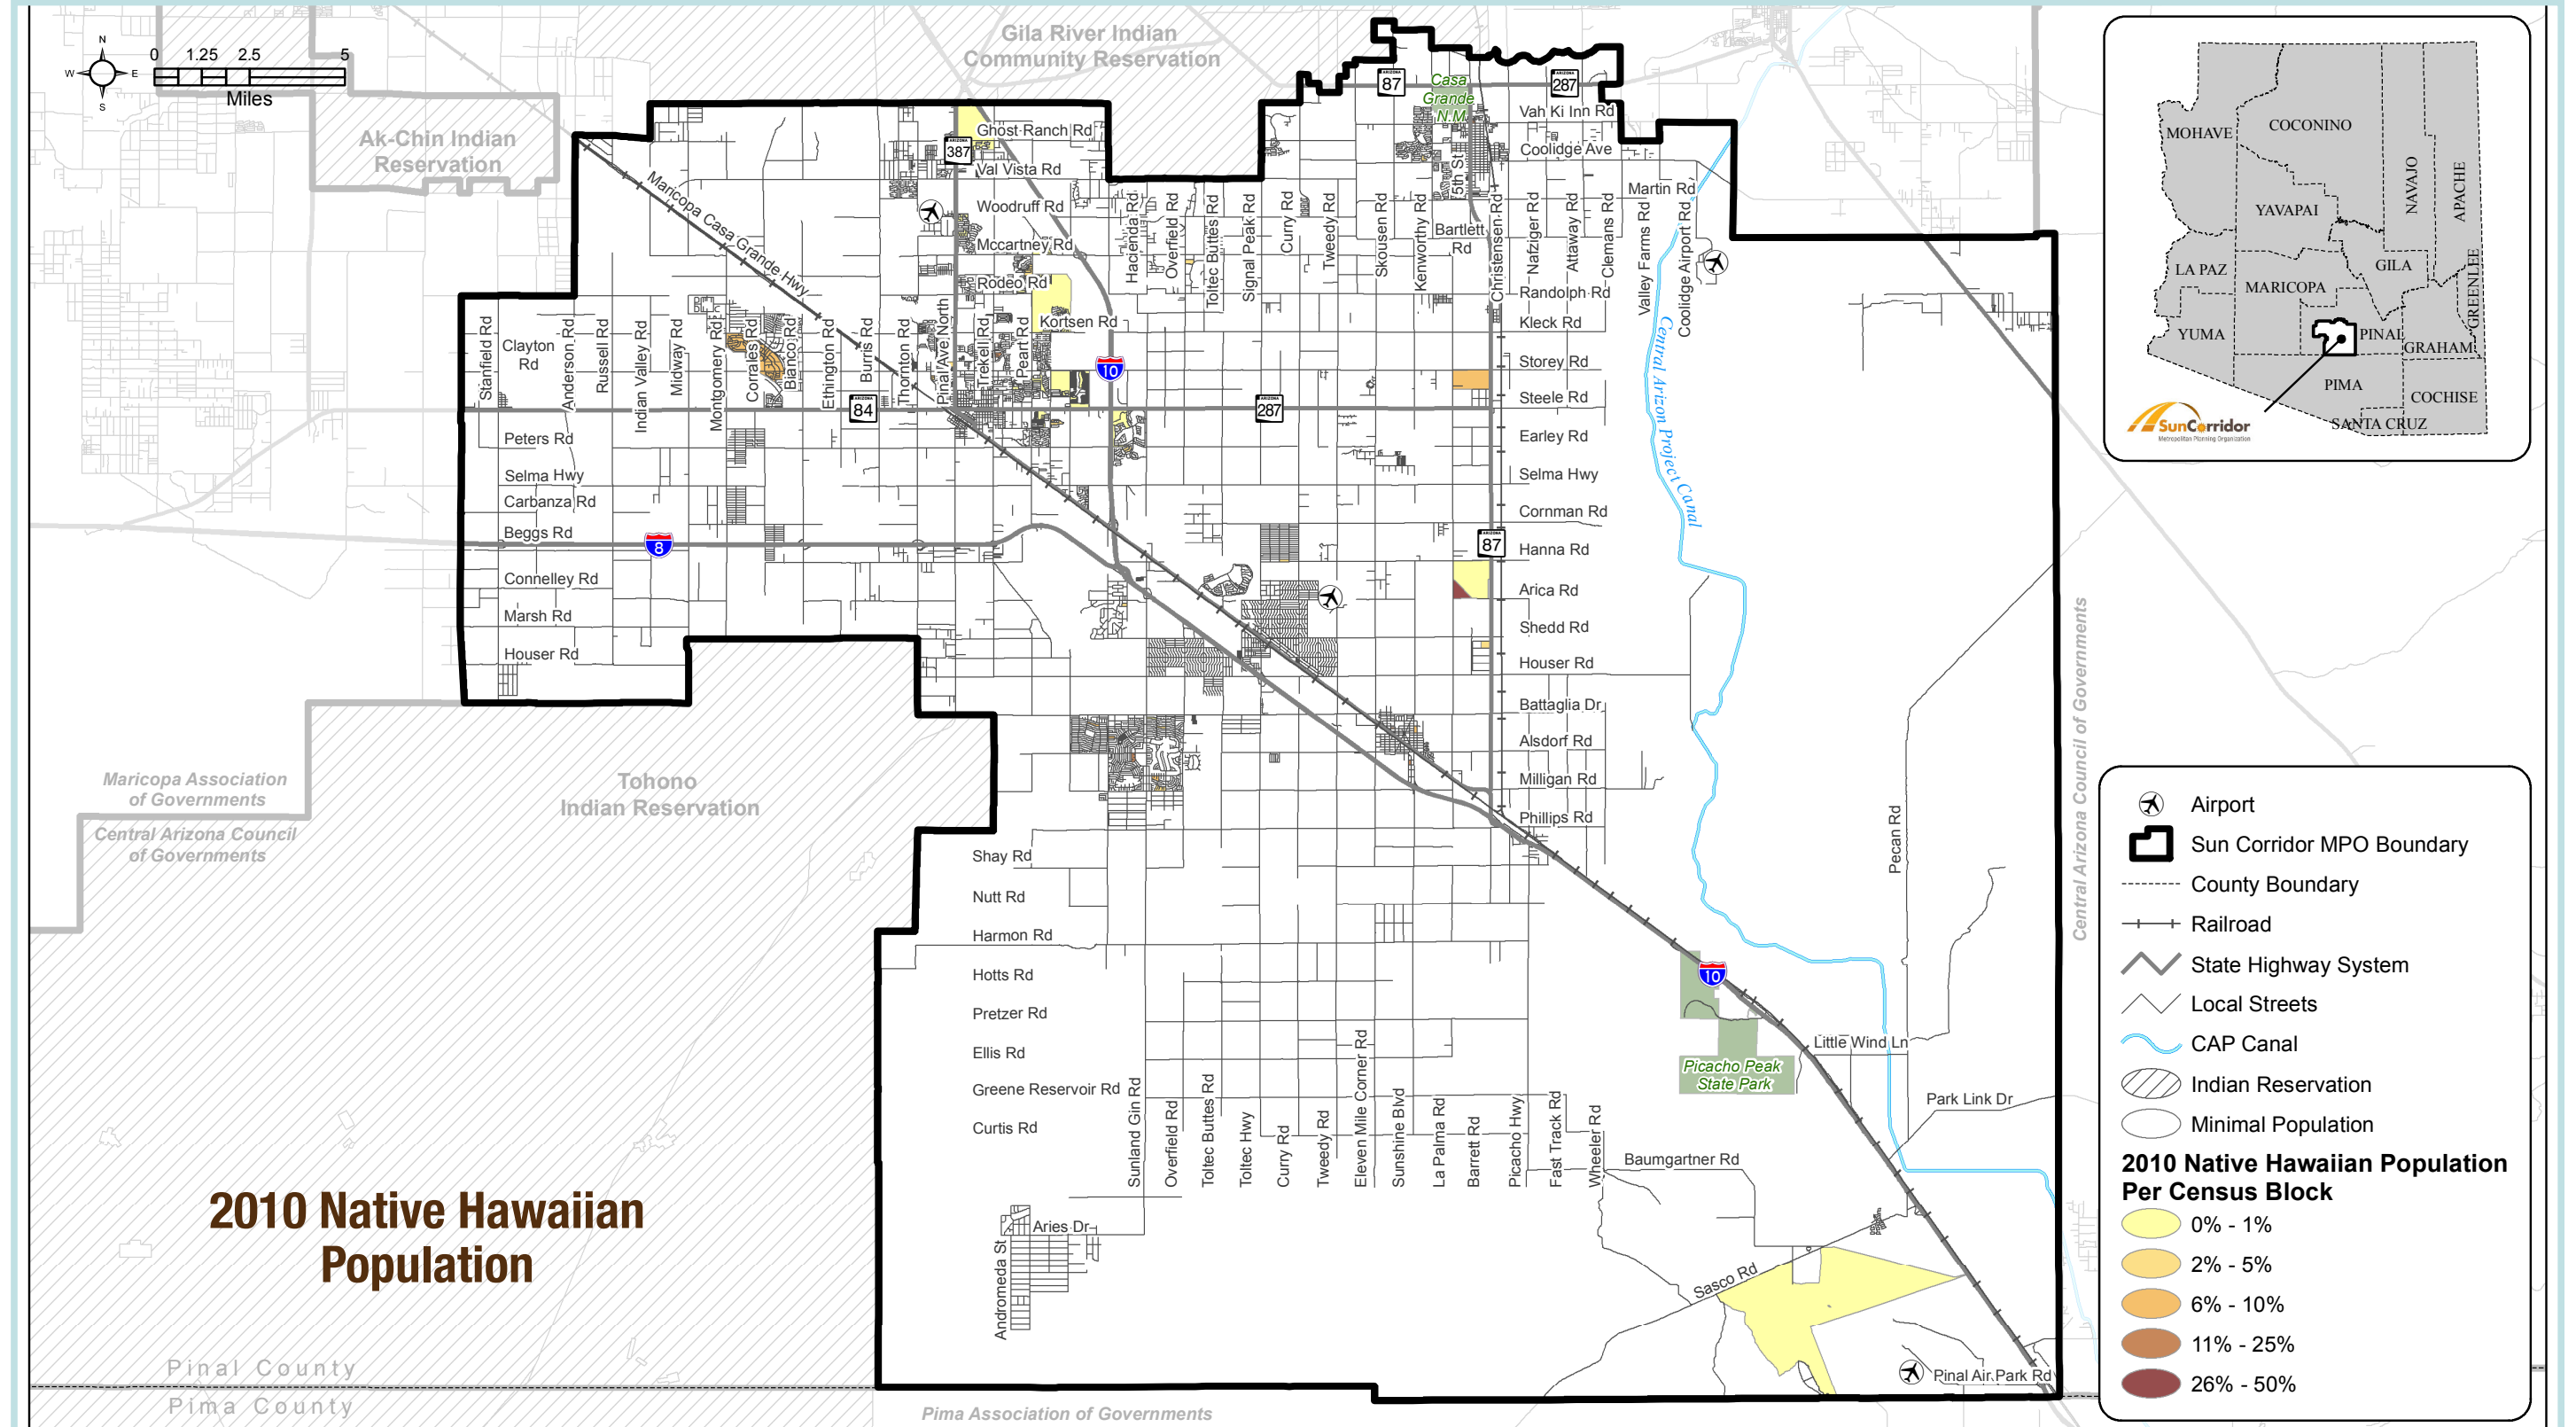 N
W
E
S
0 1.25 2.5 5
Miles
Gila River Indian
Community Reservation
Ak-Chin Indian
Reservation
ARIZONA
87
Casa
Grande
N.M.
ARIZONA
287
Vah Ki Inn Rd
Coolidge Ave
Martin Rd
Ghost Ranch Rd
ARIZONA
387
Val Vista Rd
Woodruff Rd
Mccartney Rd
Rodeo Rd
Kortsen Rd
Maricopa Casa Grande Hwy
5th St
Bartlett
Rd
Hacienda Rd
Overfield Rd
Toltec Buttes Rd
Signal Peak Rd
Curry Rd
Tweedy Rd
Skousen Rd
Kenworthy Rd
Christensen Rd
Nafziger Rd
Attaway Rd
Clemans Rd
Valley Farms Rd
Coolidge Airport Rd
Randolph Rd
Kleck Rd
Storey Rd
Steele Rd
Earley Rd
Selma Hwy
Cornman Rd
Hanna Rd
Arica Rd
Shedd Rd
Houser Rd
Battaglia Dr
Alsdorf Rd
Milligan Rd
Phillips Rd
Central Arizon Project Canal
Stanfield Rd
Clayton
Rd
Anderson Rd
Russell Rd
Indian Valley Rd
Midway Rd
Montgomery Rd
Corrales Rd
Bianco Rd
Ethington Rd
Burris Rd
Thornton Rd
Pinal Ave North
Trekell Rd
Peart Rd
10
ARIZONA
84
ARIZONA
287
Peters Rd
Selma Hwy
Carbanza Rd
Beggs Rd
8
ARIZONA
87
Connelley Rd
Marsh Rd
Houser Rd
Maricopa Association
of Governments
Central Arizona Council
of Governments
Tohono
Indian Reservation
Shay Rd
Nutt Rd
Harmon Rd
Hotts Rd
Pretzer Rd
Ellis Rd
Greene Reservoir Rd
Curtis Rd
Sunland Gin Rd
Overfield Rd
Toltec Buttes Rd
Toltec Hwy
Curry Rd
Tweedy Rd
Eleven Mile Corner Rd
Sunshine Blvd
La Palma Rd
Barrett Rd
Picacho Hwy
Fast Track Rd
Wheeler Rd
10
Picacho Peak
State Park
Pecan Rd
Little Wind Ln
Park Link Dr
Baumgartner Rd
Sasco Rd
Pinal Air Park Rd
Aries Dr
Andromeda St
2010 Native Hawaiian
Population
Pinal County
Pima County
Pima Association of Governments
Central Arizona Council of Governments
MOHAVE
COCONINO
NAVAJO
APACHE
YAVAPAI
LA PAZ
GILA
MARICOPA
GREENLEE
YUMA
PINAL
GRAHAM
PIMA
COCHISE
SANTA CRUZ
SunCorridor
Metropolitan Planning Organization
Airport
Sun Corridor MPO Boundary
County Boundary
Railroad
State Highway System
Local Streets
CAP Canal
Indian Reservation
Minimal Population
2010 Native Hawaiian Population
Per Census Block
0% - 1%
2% - 5%
6% - 10%
11% - 25%
26% - 50%